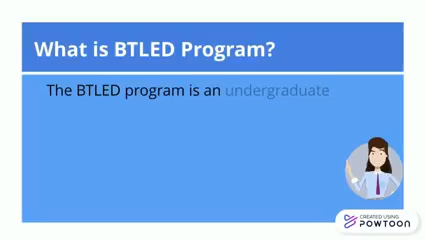 What is BTLED Program?
The BTLED program is an undergraduate
CREATED USING
POWTOON